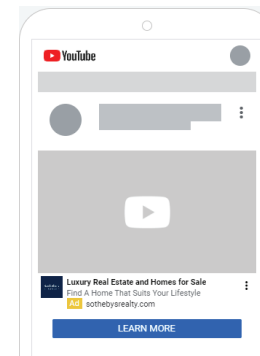 YouTube
Luxury Real Estate and Homes for Sale
Find A Home That Suits Your Lifestyle
Ad sothebysrealty.com
LEARN MORE